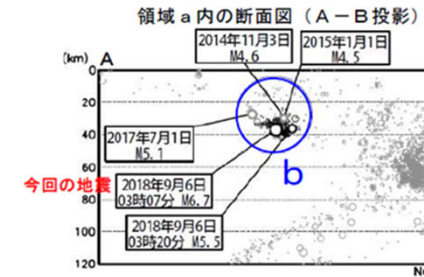 領域a内の断面図(A-B投影)
2014年11月3日
M4.6
2015年1月1日
M4.5
(km) A
0
20
40
60
80
100
120
2017年7月1日
M5.1
b
今回の地震
2018年9月6日
03時07分 M6.7
2018年9月6日
03時20分 M5.5